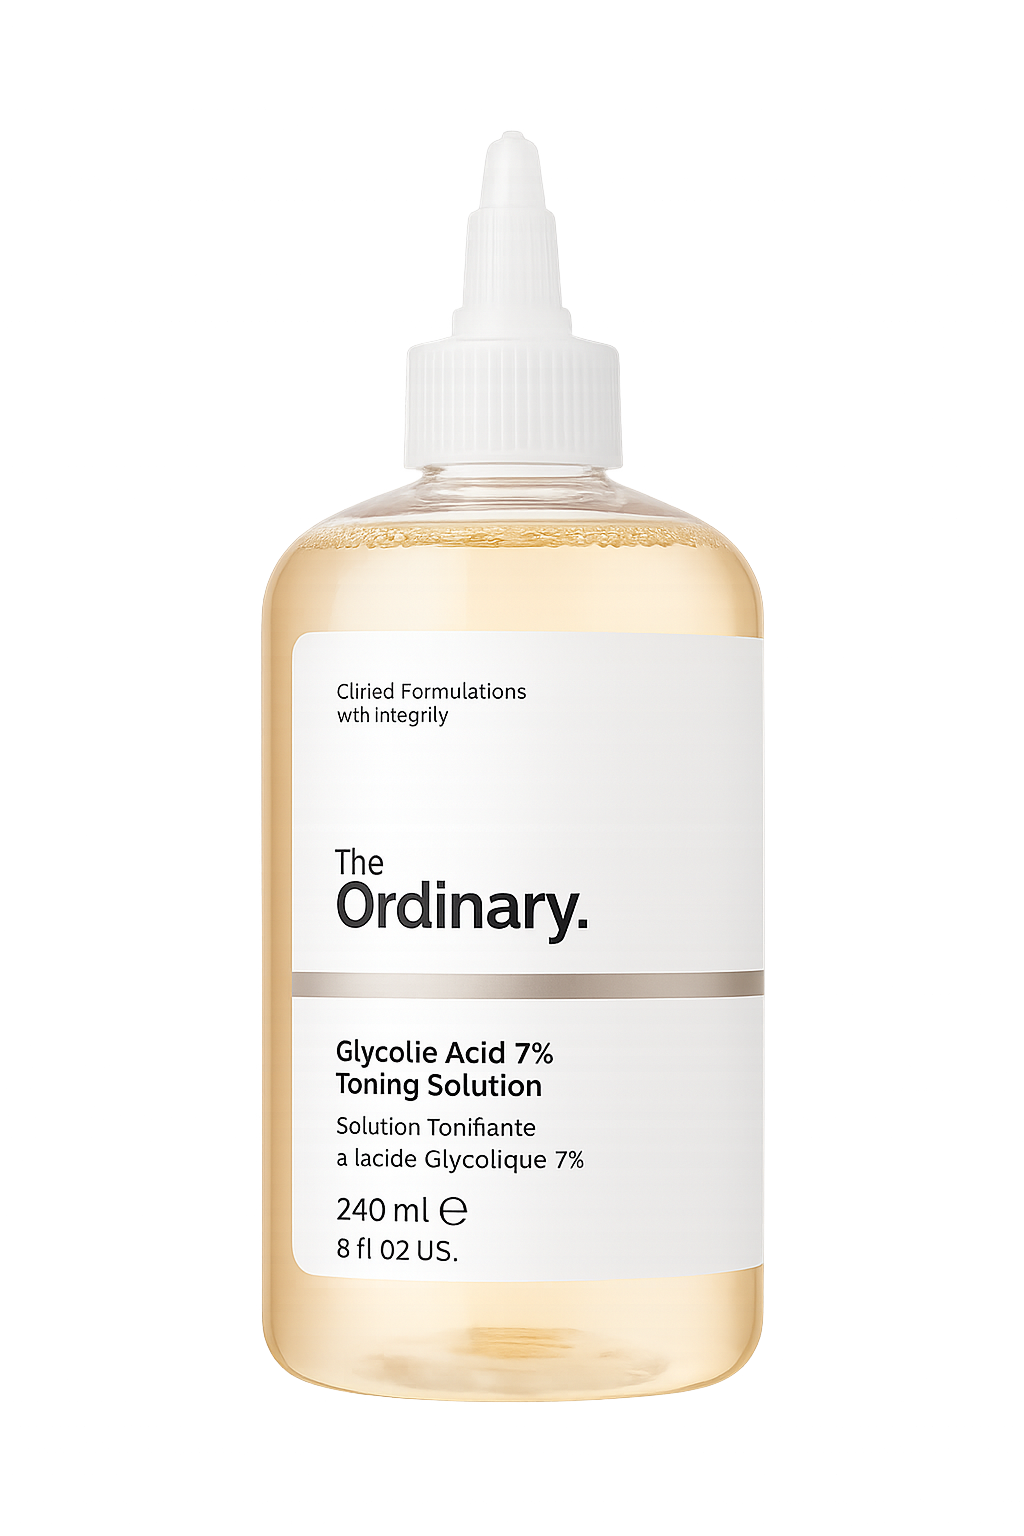 Cliried Formulations
wth integrily
The
Ordinary.
Glycolie Acid 7%
Toning Solution
Solution Tonifiante
a lacide Glycolique 7%
240 ml ℮
8 fl 02 US.